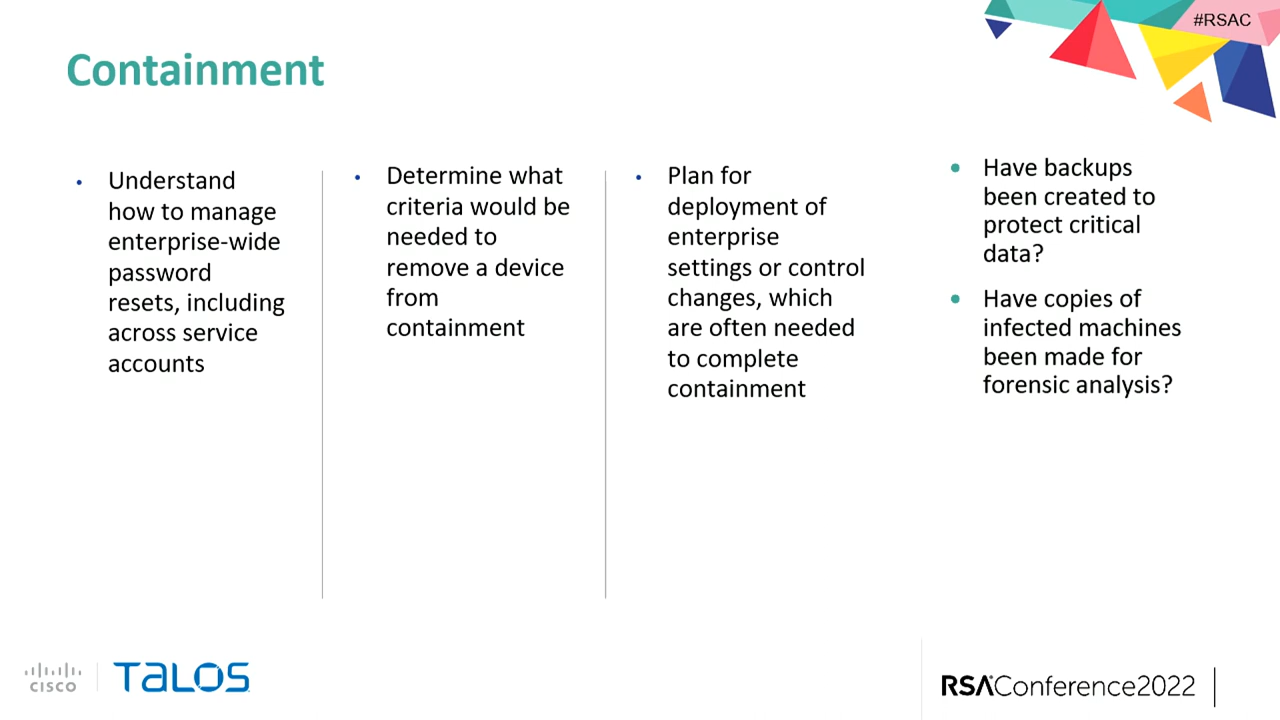 #RSAC
Containment
• Understand
how to manage
enterprise-wide
password
resets, including
across service
accounts
• Determine what
criteria would be
needed to
remove a device
from
containment
• Plan for
deployment of
enterprise
settings or control
changes, which
are often needed
to complete
containment
• Have backups
been created to
protect critical
data?
• Have copies of
infected machines
been made for
forensic analysis?
CISCO
TALOS
RSAConference2022